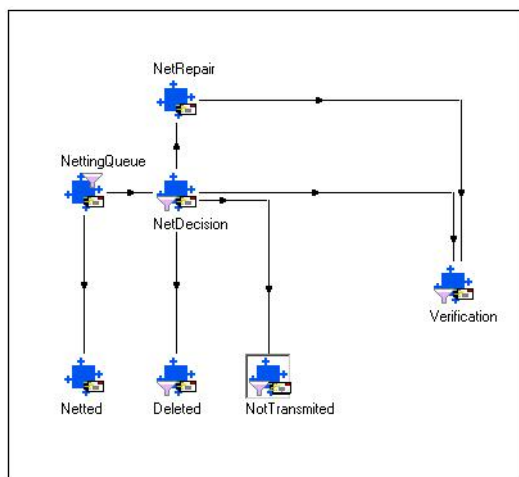 NetRepair
NettingQueue
NetDecision
Verification
Netted
Deleted
NotTransmited